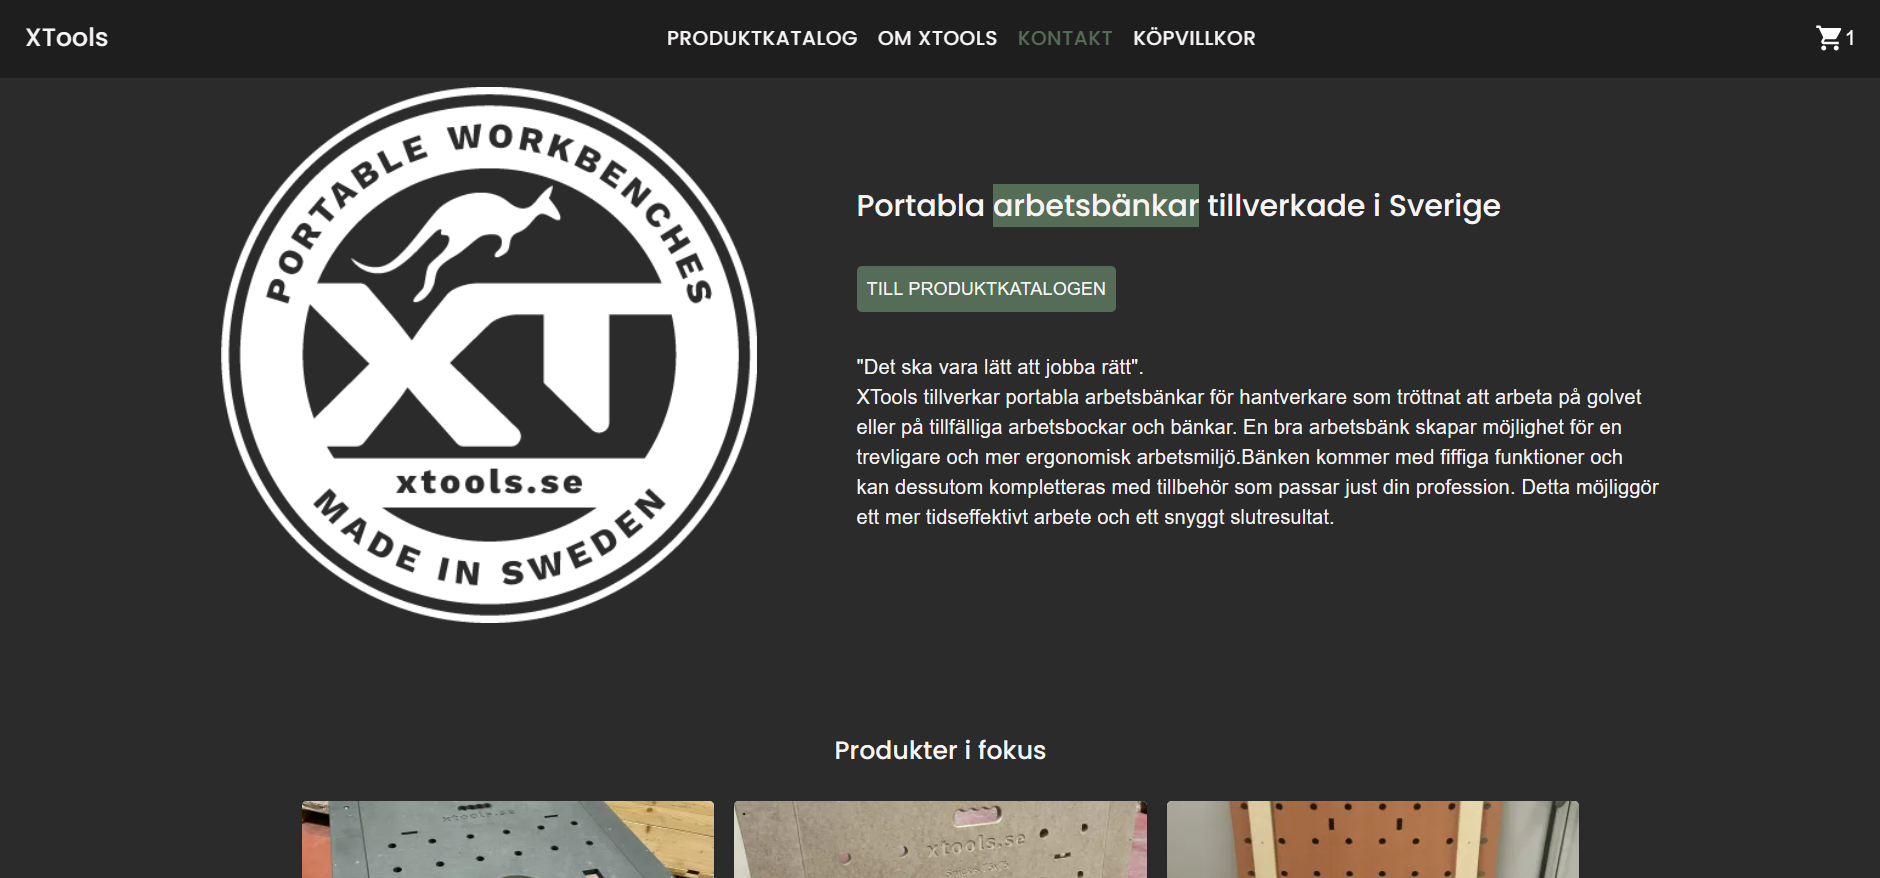 XTools
PRODUKTKATALOG OM XTOOLS KONTAKT KÖPVILLKOR
1
PORTABLE WORKBENCHES
XT
xtools.se
MADE IN SWEDEN
Portabla arbetsbänkar tillverkade i Sverige
TILL PRODUKTKATALOGEN
"Det ska vara lätt att jobba rätt".
XTools tillverkar portabla arbetsbänkar för hantverkare som tröttnat att arbeta på golvet
eller på tillfälliga arbetsbockar och bänkar. En bra arbetsbänk skapar möjlighet för en
trevligare och mer ergonomisk arbetsmiljö.Bänken kommer med fiffiga funktioner och
kan dessutom kompletteras med tillbehör som passar just din profession. Detta möjliggör
ett mer tidseffektivt arbete och ett snyggt slutresultat.
Produkter i fokus
xtools.se
xtools.se